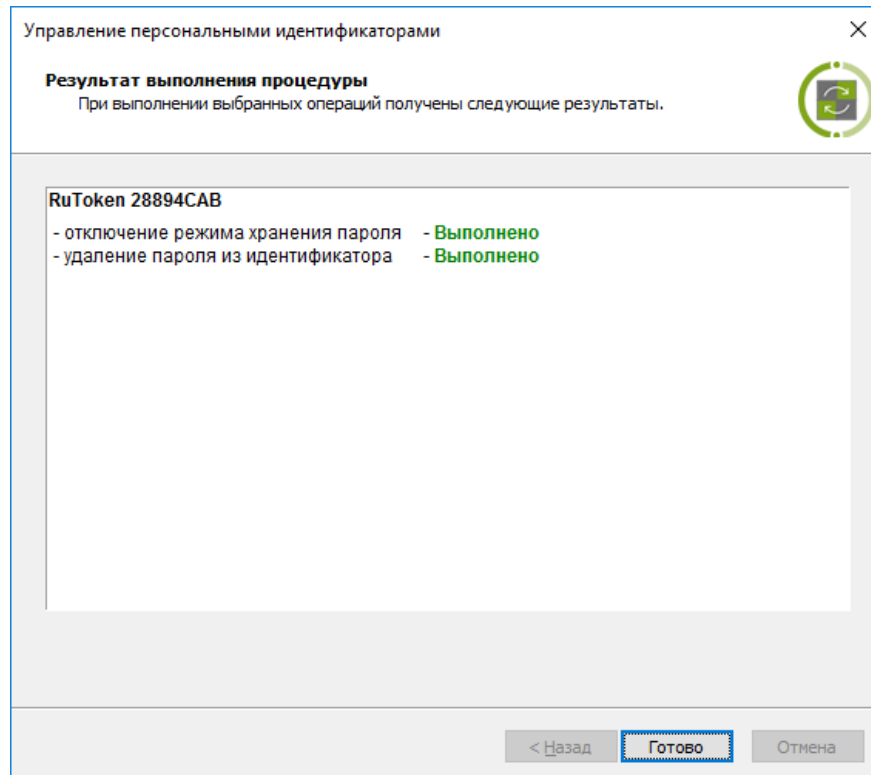 Управление персональными идентификаторами
Результат выполнения процедуры
При выполнении выбранных операций получены следующие результаты.
RuToken 28894CAB
- отключение режима хранения пароля - Выполнено
- удаление пароля из идентификатора - Выполнено
< Назад Готово Отмена